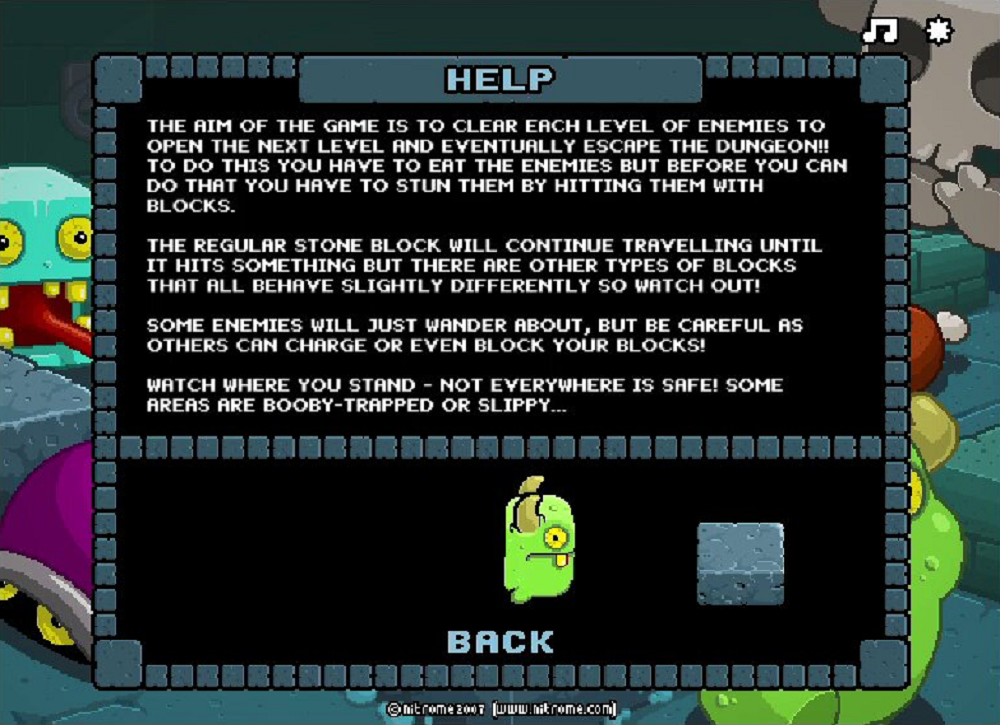 HELP
THE AIM OF THE GAME IS TO CLEAR EACH LEVEL OF ENEMIES TO
OPEN THE NEXT LEVEL AND EVENTUALLY ESCAPE THE DUNGEON!!
TO DO THIS YOU HAVE TO EAT THE ENEMIES BUT BEFORE YOU CAN
DO THAT YOU HAVE TO STUN THEM BY HITTING THEM WITH
BLOCKS.
THE REGULAR STONE BLOCK WILL CONTINUE TRAVELLING UNTIL
IT HITS SOMETHING BUT THERE ARE OTHER TYPES OF BLOCKS
THAT ALL BEHAVE SLIGHTLY DIFFERENTLY SO WATCH OUT!
SOME ENEMIES WILL JUST WANDER ABOUT, BUT BE CAREFUL AS
OTHERS CAN CHARGE OR EVEN BLOCK YOUR BLOCKS!
WATCH WHERE YOU STAND - NOT EVERYWHERE IS SAFE! SOME
AREAS ARE BOOBY-TRAPPED OR SLIPPY...
BACK
©nitrome2007 [www.nitrome.com]